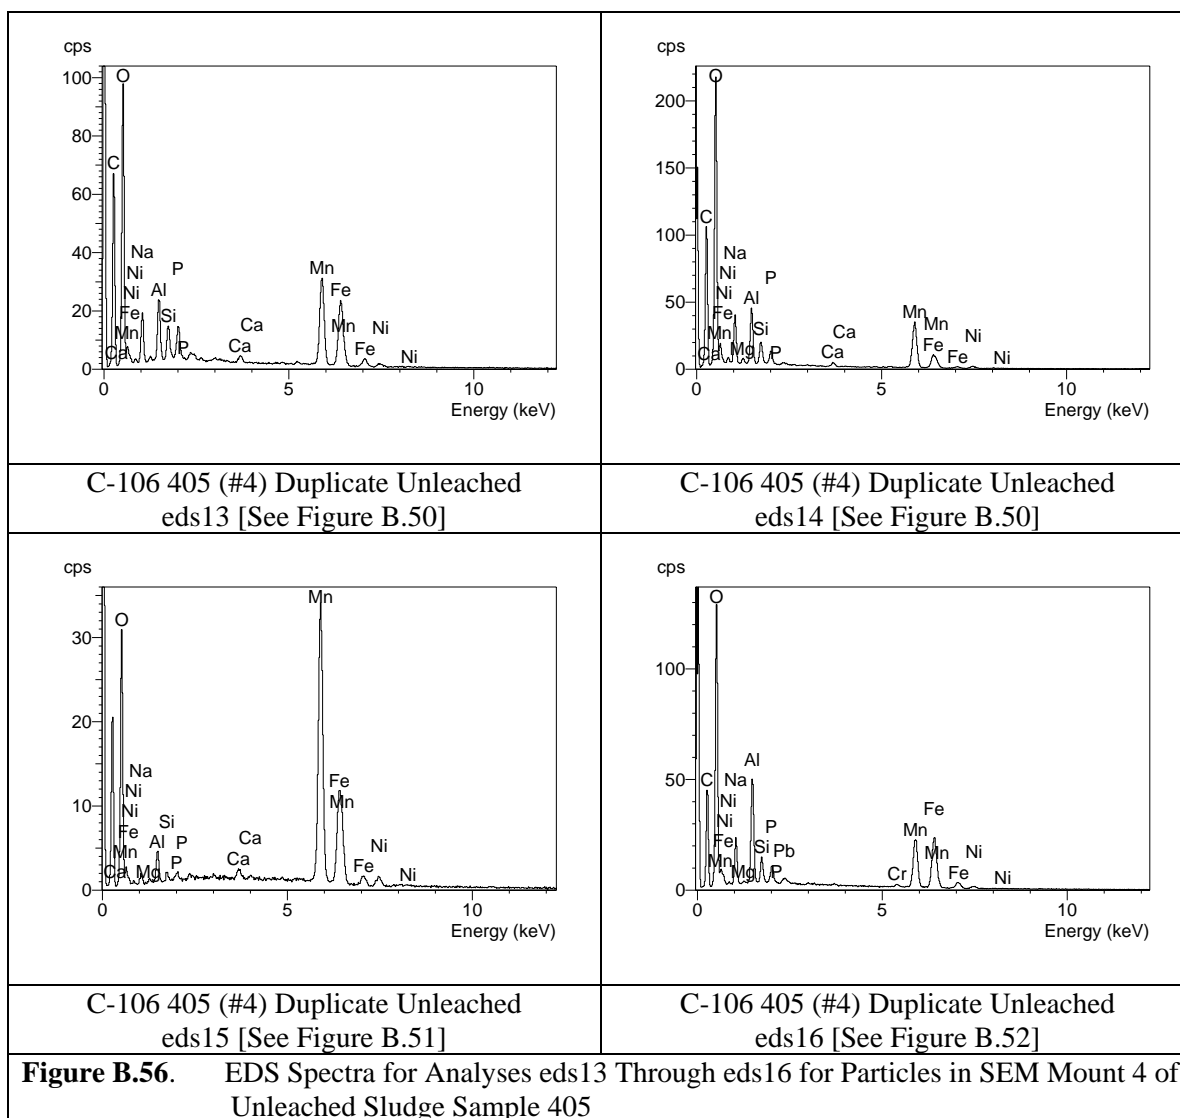 cps
100
80
60
40
20
0
O
C
Na
Ni
Ni
Fe
Mn
Ca
Al
Si
P
P
Ca
Ca
Mn
Fe
Mn
Fe
Ni
Ni
0 5 10
Energy (keV)
cps
200
150
100
50
0
O
C
Na
Ni
Ni
Fe
Mn
Ca
Mg
Al
Si
P
P
Ca
Ca
Mn
Mn
Fe
Fe
Ni
Ni
0 5 10
Energy (keV)
C-106 405 (#4) Duplicate Unleached
eds13 [See Figure B.50]
C-106 405 (#4) Duplicate Unleached
eds14 [See Figure B.50]
cps
30
20
10
0
O
Na
Ni
Ni
Fe
Mn
Ca
Mg
Al
Si
P
P
Ca
Ca
Mn
Fe
Mn
Fe
Ni
Ni
0 5 10
Energy (keV)
cps
100
50
0
O
C
Na
Ni
Ni
Fe
Mn
Mg
Al
Si
P
Pb
P
Cr
Mn
Fe
Mn
Fe
Ni
Ni
0 5 10
Energy (keV)
C-106 405 (#4) Duplicate Unleached
eds15 [See Figure B.51]
C-106 405 (#4) Duplicate Unleached
eds16 [See Figure B.52]
Figure B.56. EDS Spectra for Analyses eds13 Through eds16 for Particles in SEM Mount 4 of
Unleached Sludge Sample 405